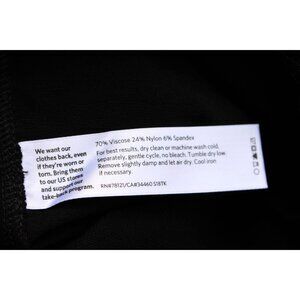 We want our
clothes back, even
if they're worn or
torn. Bring them
to our US stores
and support our
take-back program.
70% Viscose 24% Nylon 6% Spandex
For best results, dry clean or machine wash cold,
separately, gentle cycle, no bleach. Tumble dry low.
Remove slightly damp and let air dry. Cool iron
if necessary.
RN#78121/CA#34460 S18TK